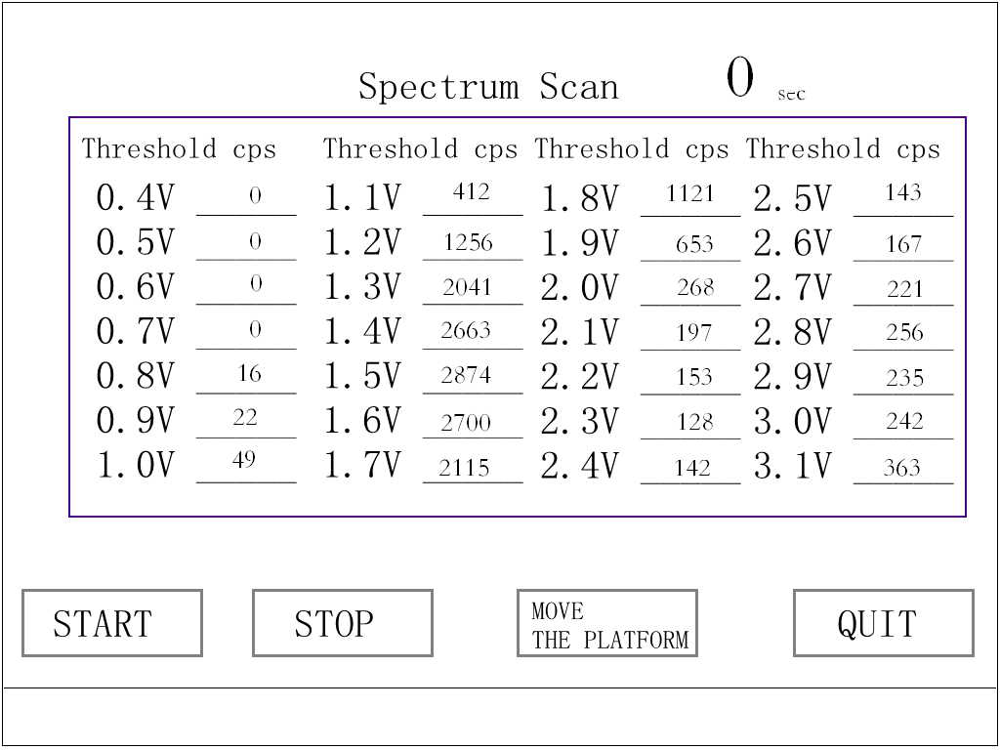 Spectrum Scan 0 sec
Threshold cps Threshold cps Threshold cps Threshold cps
0.4V 0 1.1V 412 1.8V 1121 2.5V 143
0.5V 0 1.2V 1256 1.9V 653 2.6V 167
0.6V 0 1.3V 2041 2.0V 268 2.7V 221
0.7V 0 1.4V 2663 2.1V 197 2.8V 256
0.8V 16 1.5V 2874 2.2V 153 2.9V 235
0.9V 22 1.6V 2700 2.3V 128 3.0V 242
1.0V 49 1.7V 2115 2.4V 142 3.1V 363
START STOP MOVE QUIT
THE PLATFORM